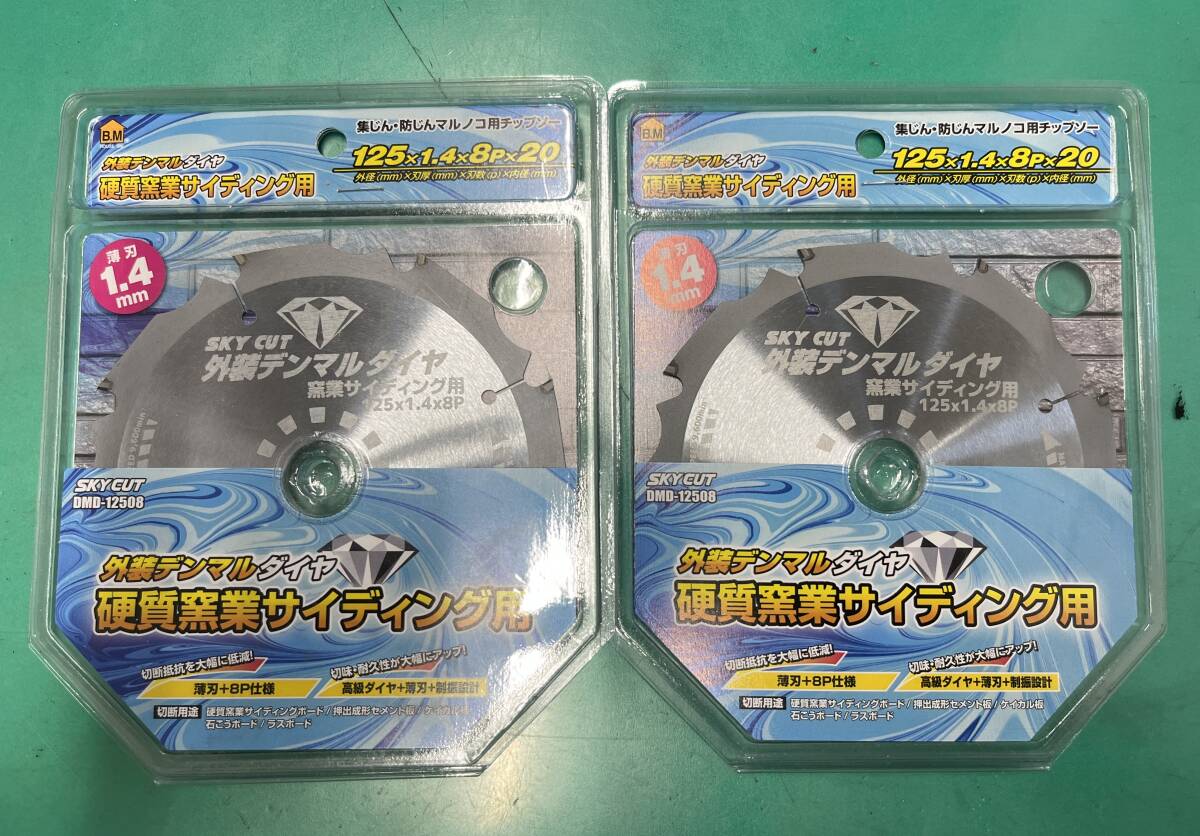 B.M
集じん・防じんマルノコ用チップソー
外装デンマルダイヤ
125×1.4×8P×20
硬質窯業サイディング用
外径(mm)×刃厚(mm)×刃数(p)×内径(mm)
薄刃
1.4
mm
SKY CUT
外装デンマルダイヤ
窯業サイディング用
125x1.4x8P
SKYCUT
DMD-12508
外装デンマルダイヤ
硬質窯業サイディング用
切断抵抗を大幅に低減!
切味・耐久性が大幅にアップ!
薄刃+8P仕様
高級ダイヤ+薄刃+制振設計
切断用途 硬質窯業サイディングボード/押出成形セメント板/ケイカル板
石こうボード/ラスボード
B.M
集じん・防じんマルノコ用チップソー
外装デンマルダイヤ
125×1.4×8P×20
硬質窯業サイディング用
外径(mm)×刃厚(mm)×刃数(p)×内径(mm)
薄刃
1.4
mm
SKY CUT
外装デンマルダイヤ
窯業サイディング用
125x1.4x8P
SKYCUT
DMD-12508
外装デンマルダイヤ
硬質窯業サイディング用
切断抵抗を大幅に低減!
切味・耐久性が大幅にアップ!
薄刃+8P仕様
高級ダイヤ+薄刃+制振設計
切断用途 硬質窯業サイディングボード/押出成形セメント板/ケイカル板
石こうボード/ラスボード